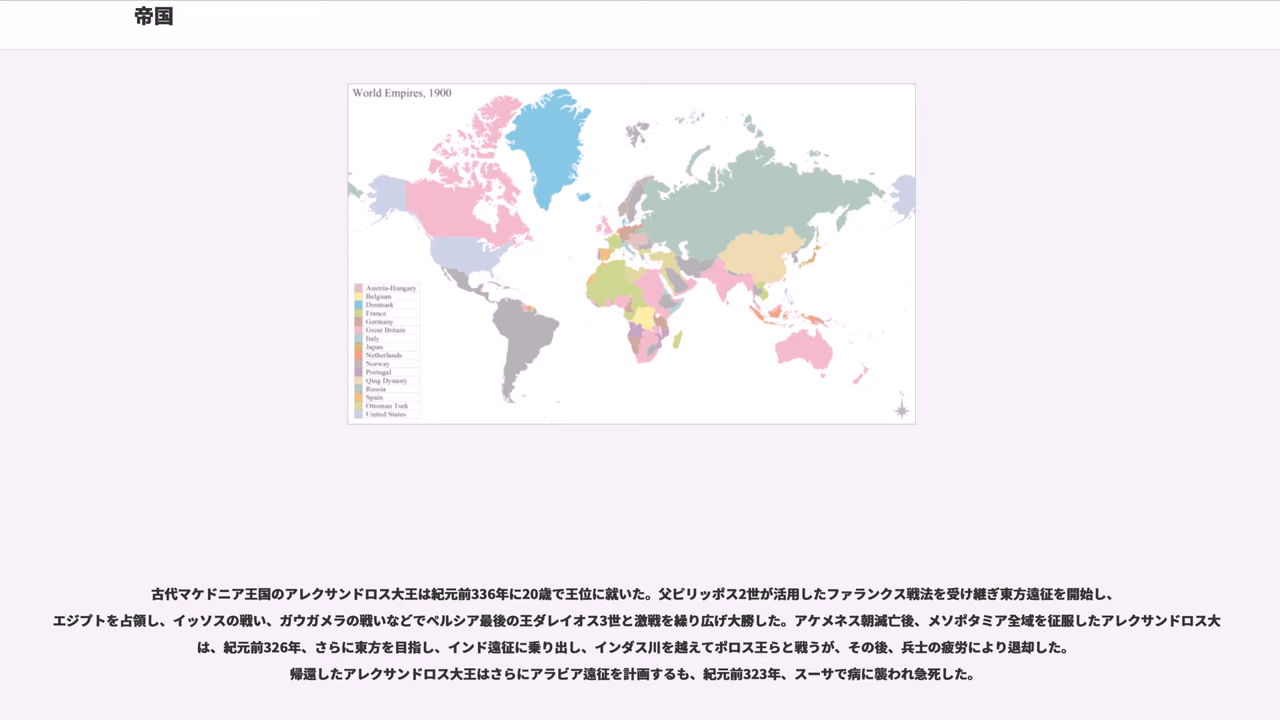 帝国
World Empires, 1900
Austria-Hungary
Belgium
Denmark
France
Germany
Great Britain
Italy
Japan
Netherlands
Norway
Portugal
Qing Dynasty
Russia
Spain
Ottoman Turk
United States
N
古代マケドニア王国のアレクサンドロス大王は紀元前336年に20歳で王位に就いた。父ピリッポス2世が活用したファランクス戦法を受け継ぎ東方遠征を開始し、
エジプトを占領し、イッソスの戦い、ガウガメラの戦いなどでペルシア最後の王ダレイオス3世と激戦を繰り広げ大勝した。アケメネス朝滅亡後、メソポタミア全域を征服したアレクサンドロス大
は、紀元前326年、さらに東方を目指し、インド遠征に乗り出し、インダス川を越えてポロス王らと戦うが、その後、兵士の疲労により退却した。
帰還したアレクサンドロス大王はさらにアラビア遠征を計画するも、紀元前323年、スーサで病に襲われ急死した。